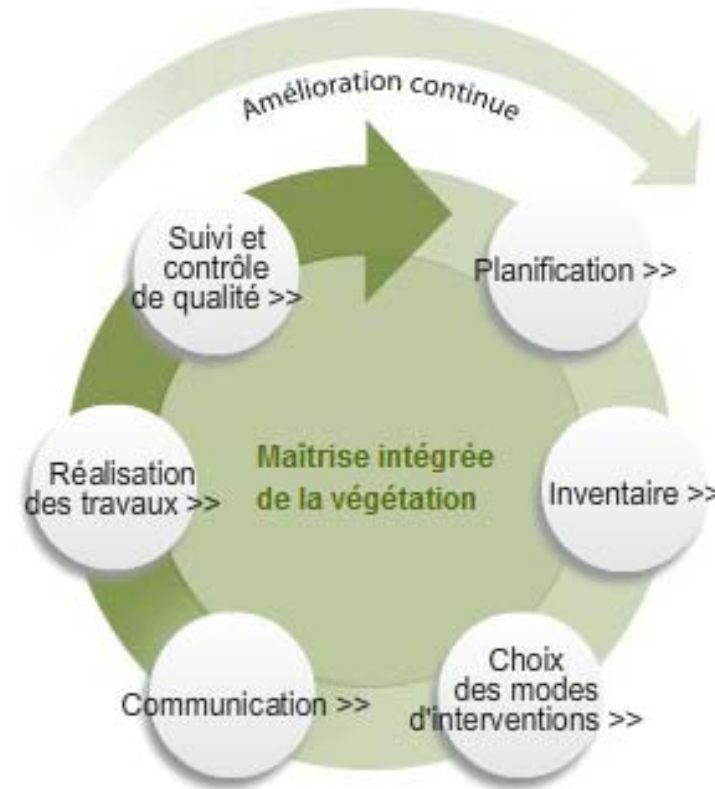 Amélioration continue
Suivi et
contrôle
de qualité >>
Planification >>
Maîtrise intégrée
de la végétation
Réalisation
des travaux >>
Inventaire >>
Communication >>
Choix
des modes
d'interventions >>